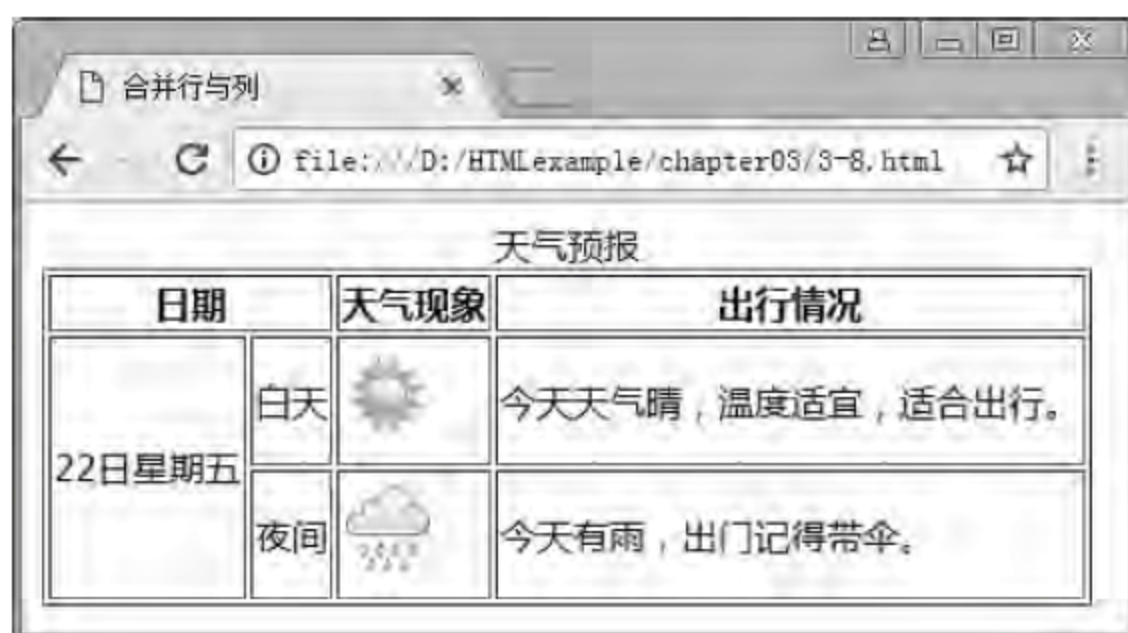 合并行与列
file:///D:/HTMLexample/chapter03/3-8.html
天气预报
日期 天气现象 出行情况
22日星期五
白天 今天天气晴，温度适宜，适合出行。
夜间 今天有雨，出门记得带伞。